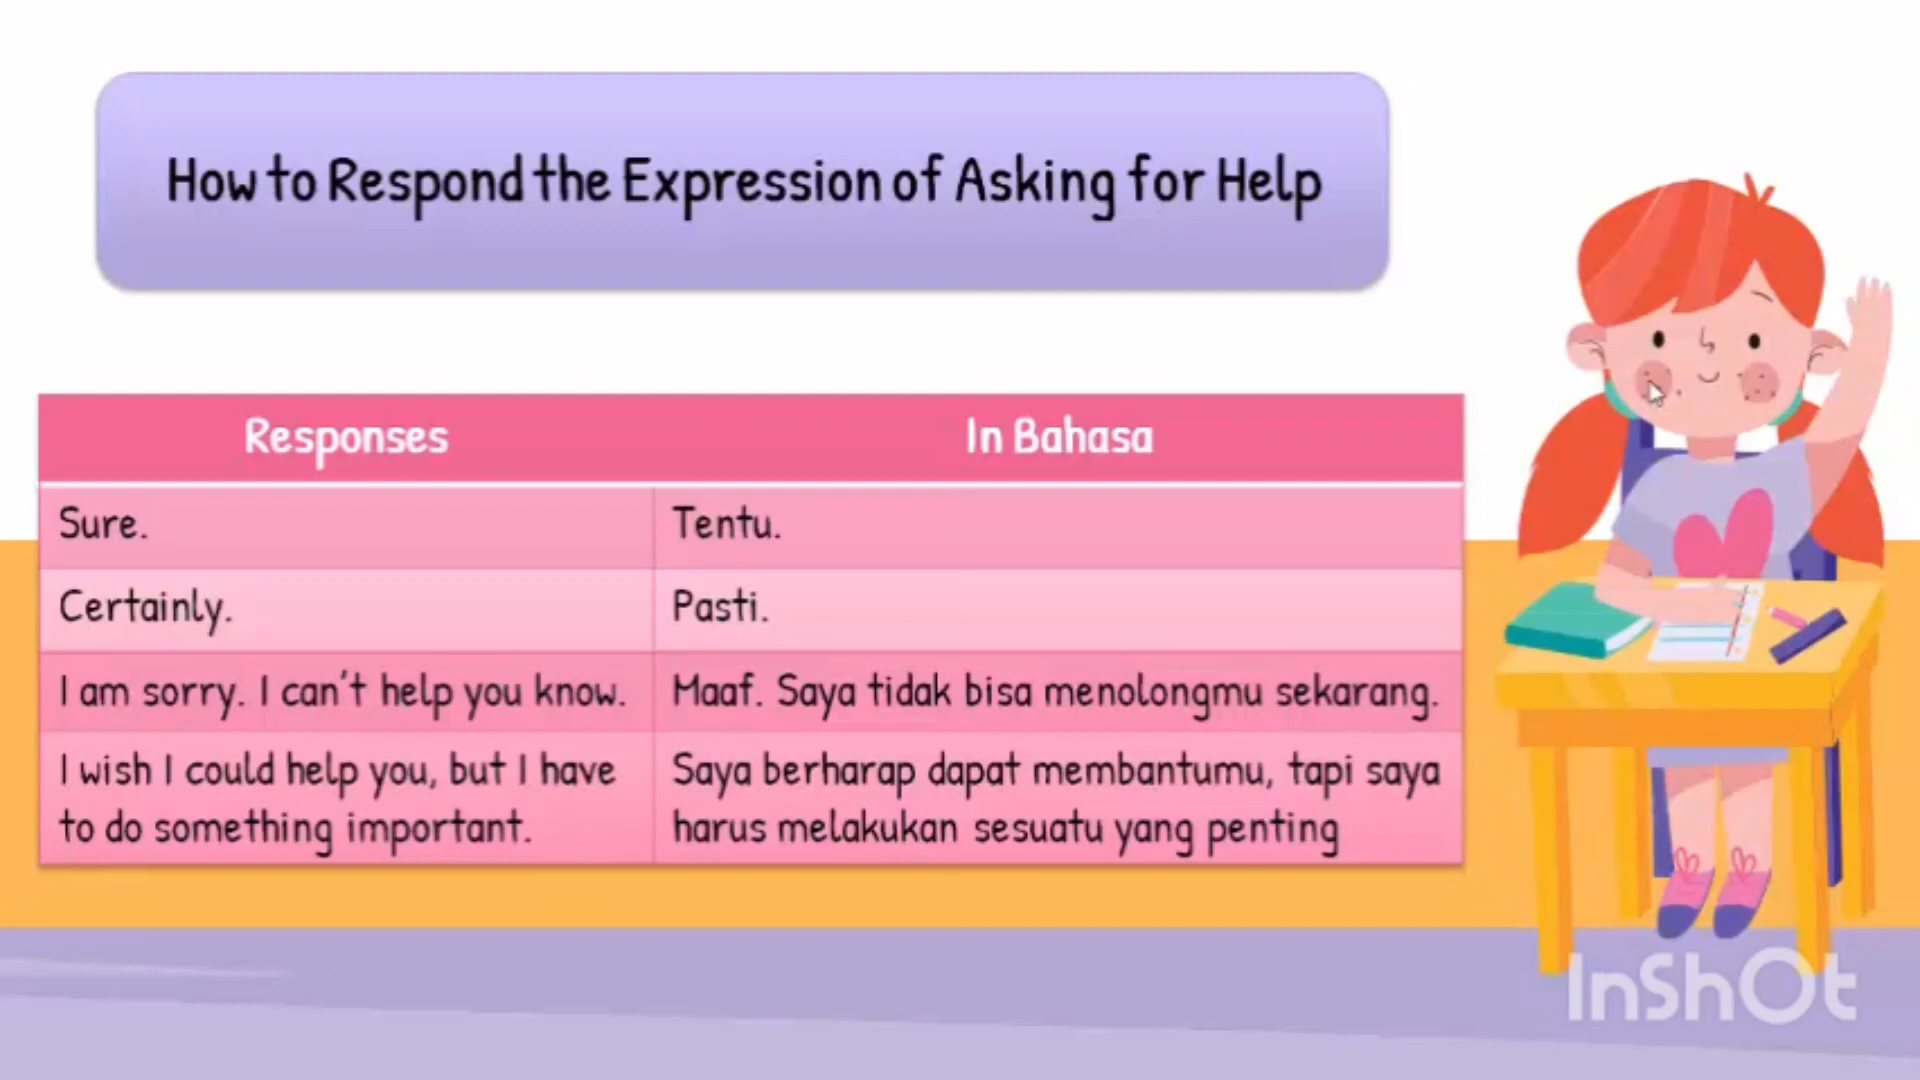 How to Respond the Expression of Asking for Help
Responses
In Bahasa
Sure.
Tentu.
Certainly.
Pasti.
I am sorry. I can't help you know.
Maaf. Saya tidak bisa menolongmu sekarang.
I wish I could help you, but I have
to do something important.
Saya berharap dapat membantumu, tapi saya
harus melakukan sesuatu yang penting
InShOt